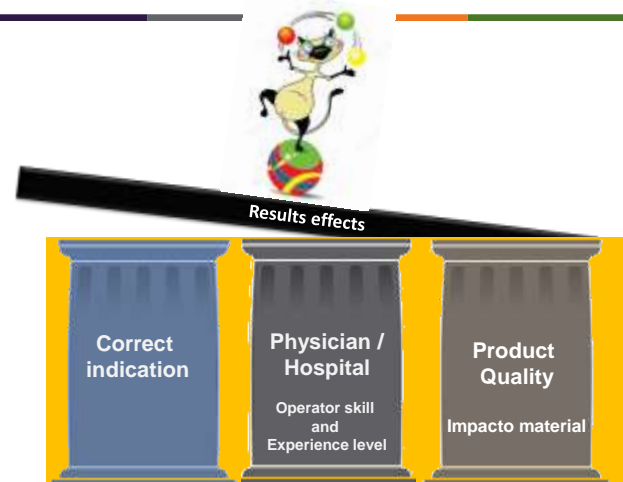 Results effects
Correct
indication
Physician /
Hospital
Operator skill
and
Experience level
Product
Quality
Impacto material